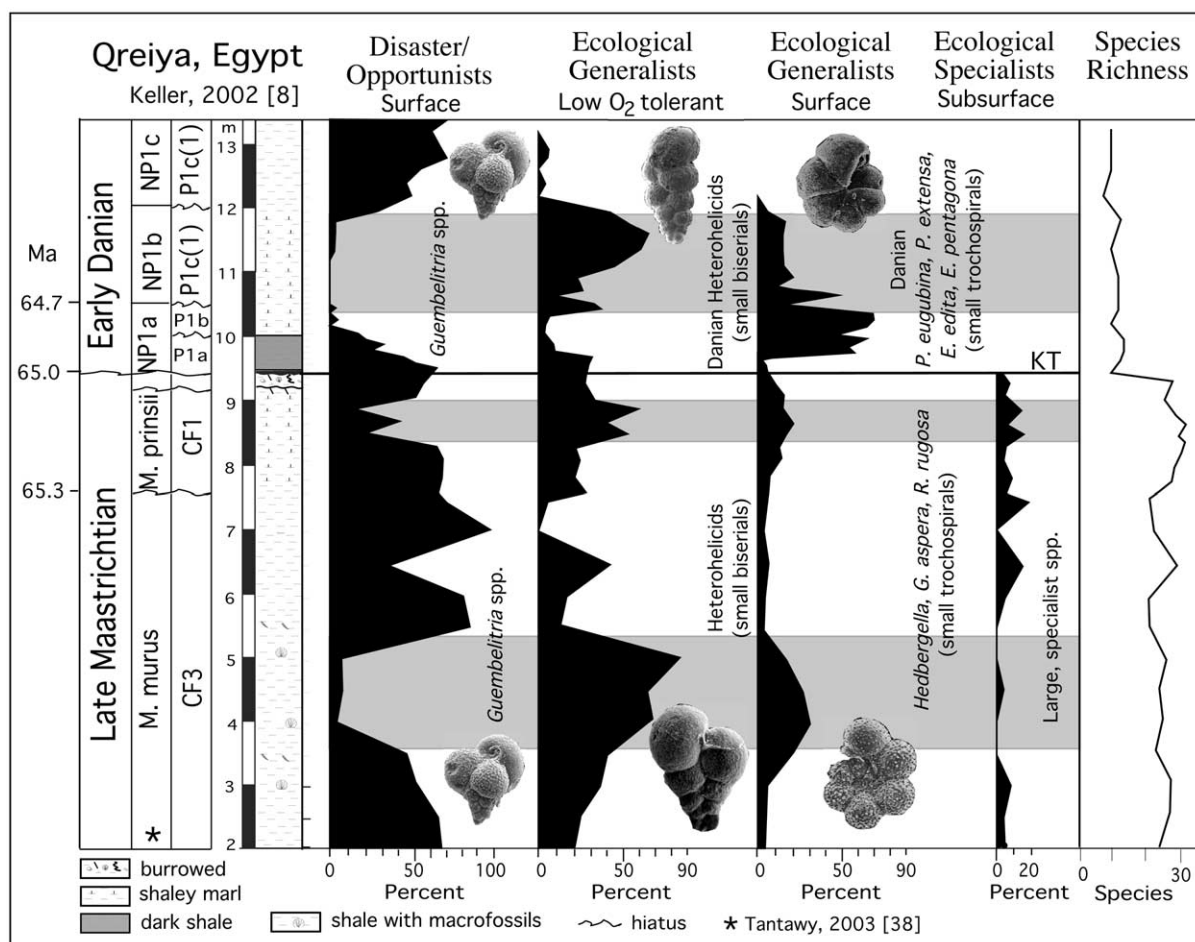 Qreiya, Egypt
Keller, 2002 [8]
Disaster/
Opportunists
Surface
Ecological
Generalists
Low O2 tolerant
Ecological
Generalists
Surface
Ecological
Specialists
Subsurface
Species
Richness
Ma
64.7
65.0
65.3
Early Danian
Late Maastrichtian
NP1c
NP1b
NP1a
M. prinsii
M. murus
*
P1c(1)
P1c(1)
P1b
P1a
CF1
CF3
m
13
12
11
10
9
8
7
6
5
4
3
2
Guembelitria spp.
Guembelitria spp.
Danian Heterohelicids
(small biserials)
Heterohelicids
(small biserials)
Danian
P. eugubina, P. extensa,
E. edita, E. pentagona
(small trochospirals)
KT
Hedbergella, G. aspera, R. rugosa
(small trochospirals)
Large, specialist spp.
0 50 100
Percent
50 90
Percent
0 50 90
Percent
0 20
Percent
0 30
Species
burrowed
shaley marl
dark shale
shale with macrofossils
hiatus
* Tantawy, 2003 [38]